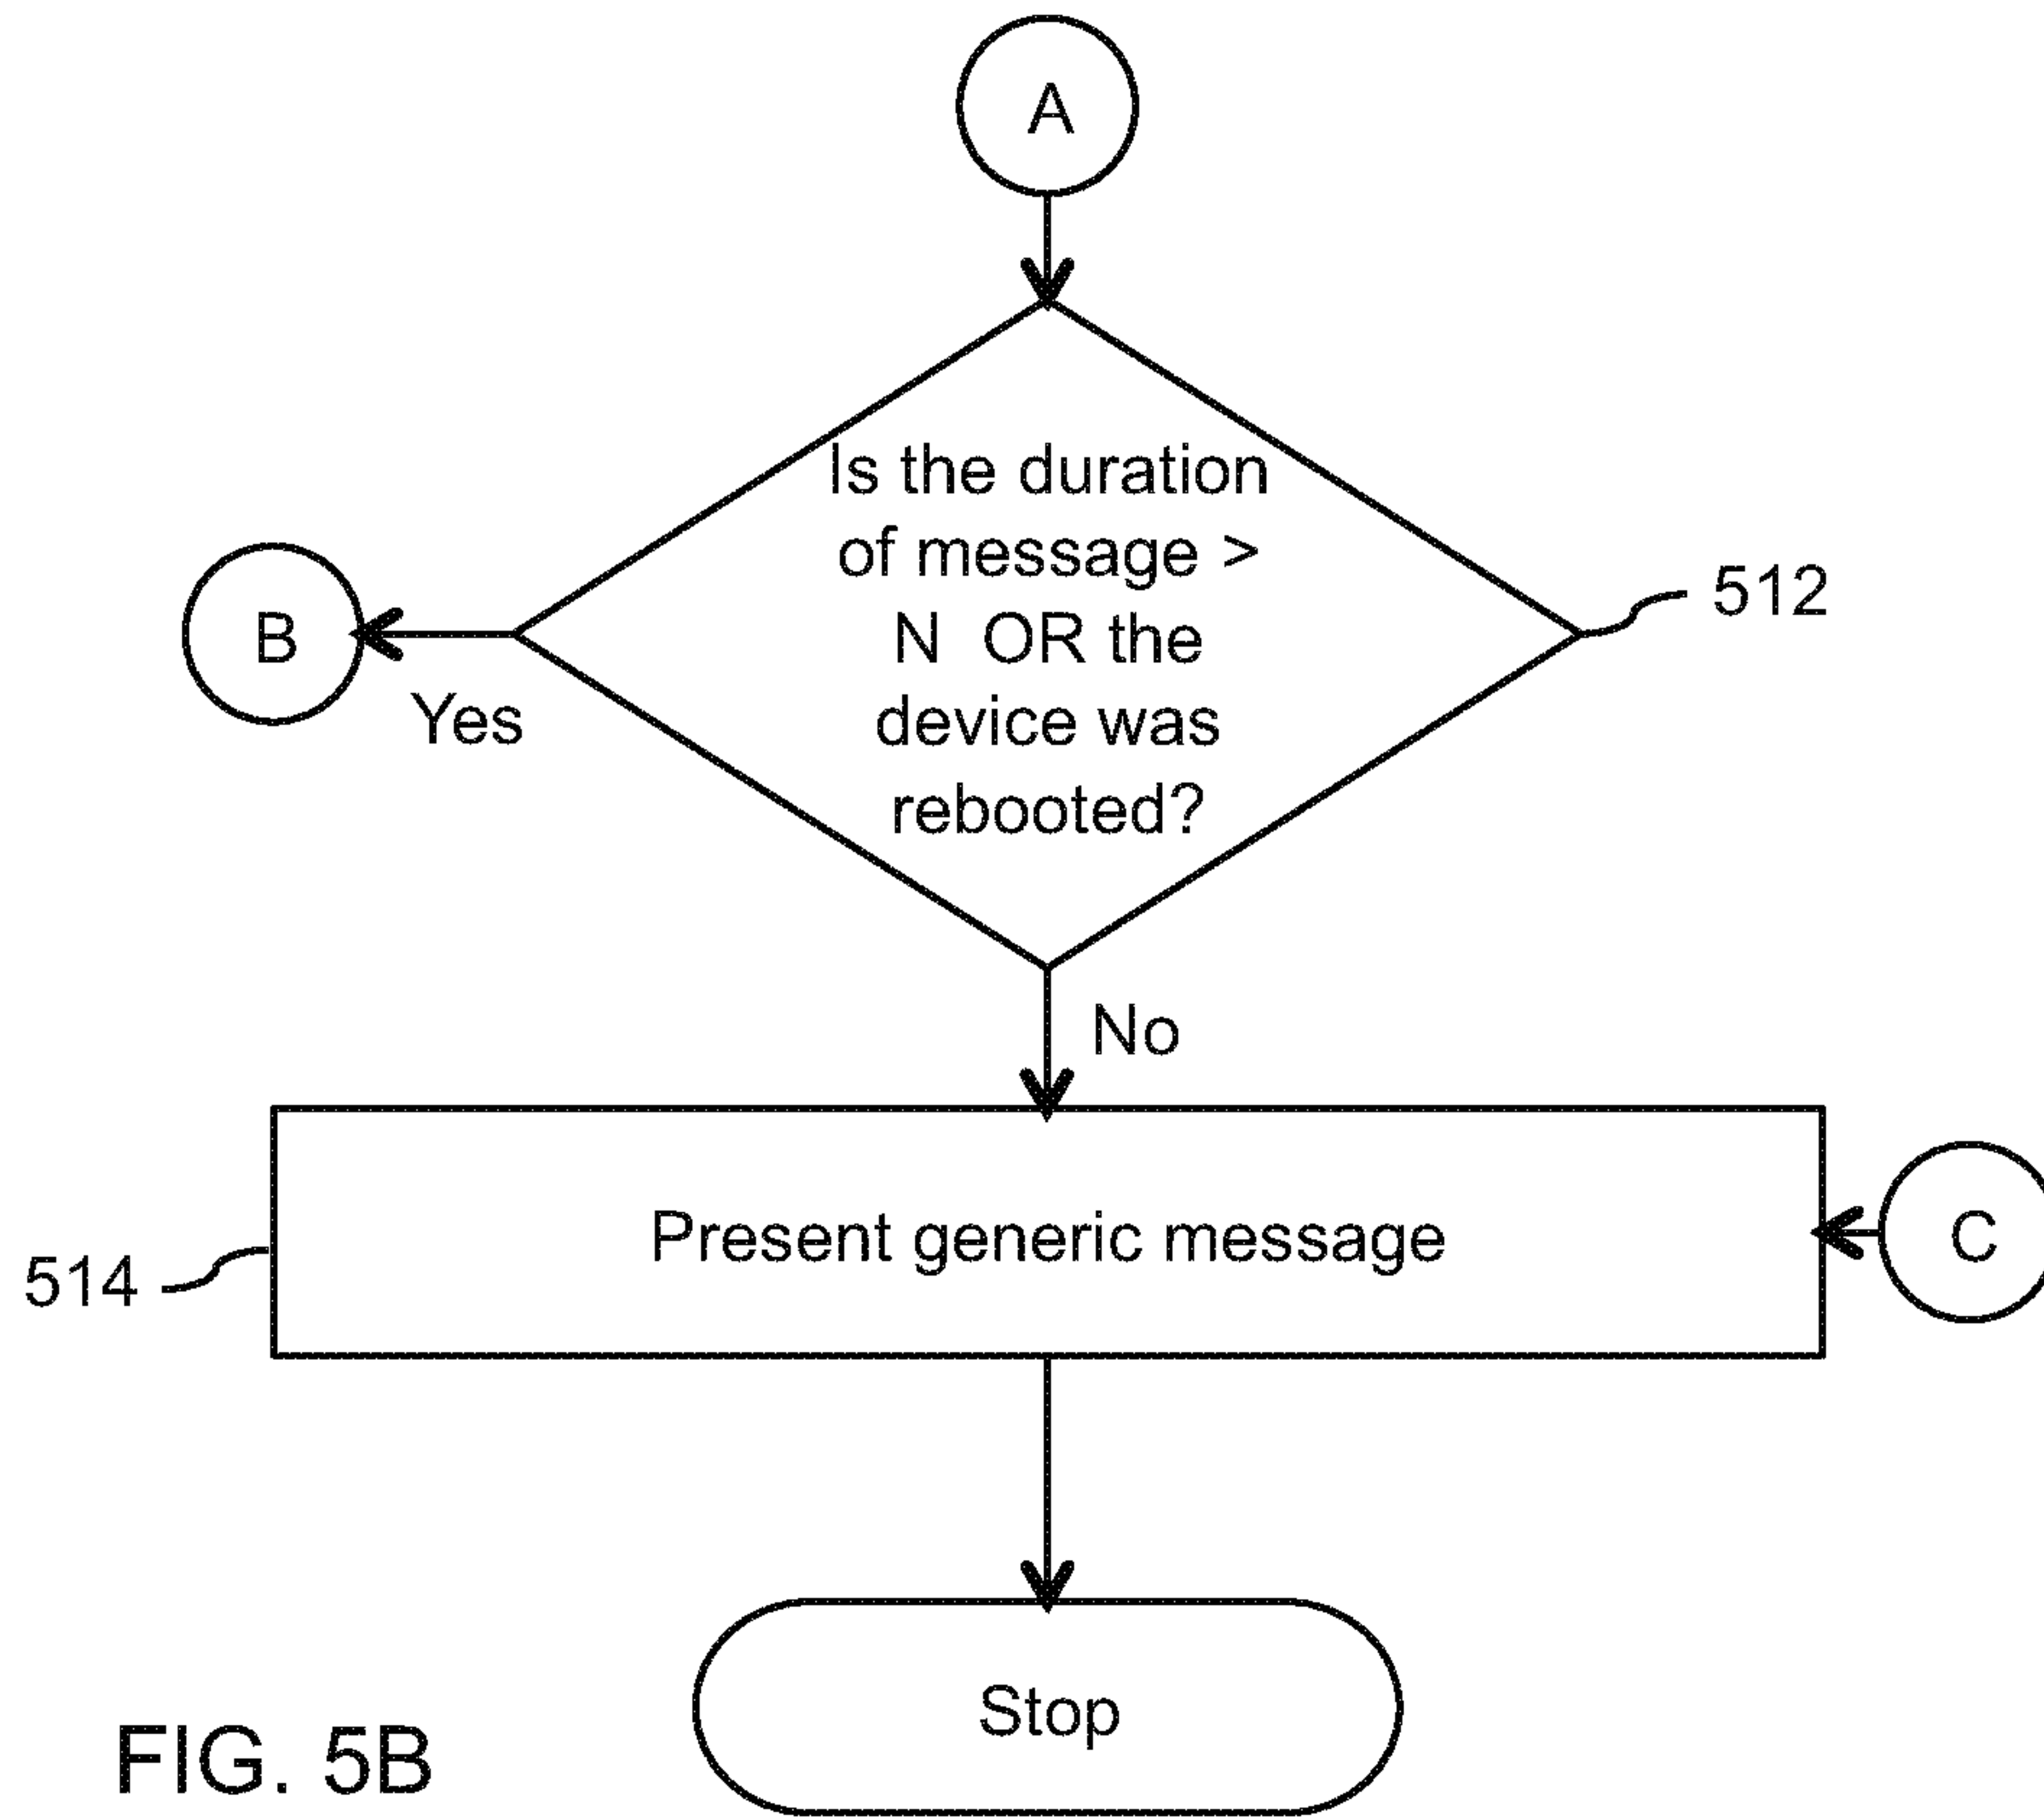 A
Is the duration
of message >
N OR the
device was
rebooted?
512
B
Yes
No
Present generic message
C
514
Stop
FIG. 5B